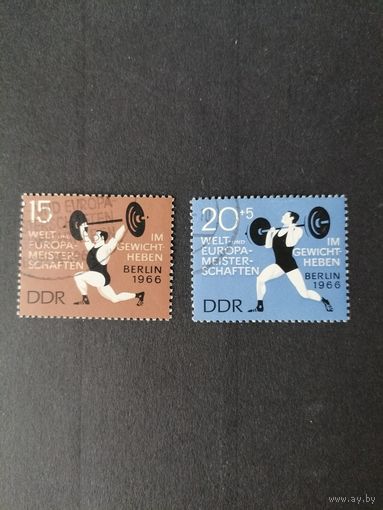 15
WELT- UND
EUROPA-
MEISTER-
SCHAFTEN
IM
GEWICHT-
HEBEN
BERLIN
1966
DDR
20+5
WELT- UND
EUROPA-
MEISTER-
SCHAFTEN
IM
GEWICHT-
HEBEN
BERLIN
1966
DDR
www.ay.by